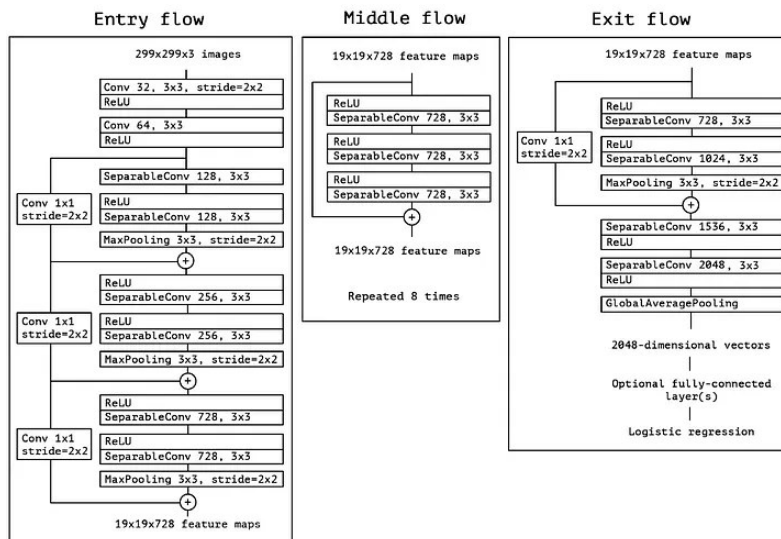 Entry flow
299x299x3 images
Conv 32, 3x3, stride=2x2
ReLU
Conv 64, 3x3
ReLU
Conv 1x1
stride=2x2
SeparableConv 128, 3x3
ReLU
SeparableConv 128, 3x3
MaxPooling 3x3, stride=2x2
+
Conv 1x1
stride=2x2
ReLU
SeparableConv 256, 3x3
ReLU
SeparableConv 256, 3x3
MaxPooling 3x3, stride=2x2
+
Conv 1x1
stride=2x2
ReLU
SeparableConv 728, 3x3
ReLU
SeparableConv 728, 3x3
MaxPooling 3x3, stride=2x2
+
19x19x728 feature maps
Middle flow
19x19x728 feature maps
ReLU
SeparableConv 728, 3x3
ReLU
SeparableConv 728, 3x3
ReLU
SeparableConv 728, 3x3
+
19x19x728 feature maps
Repeated 8 times
Exit flow
19x19x728 feature maps
Conv 1x1
stride=2x2
ReLU
SeparableConv 728, 3x3
ReLU
SeparableConv 1024, 3x3
MaxPooling 3x3, stride=2x2
+
SeparableConv 1536, 3x3
ReLU
SeparableConv 2048, 3x3
ReLU
GlobalAveragePooling
2048-dimensional vectors
Optional fully-connected
layer(s)
Logistic regression